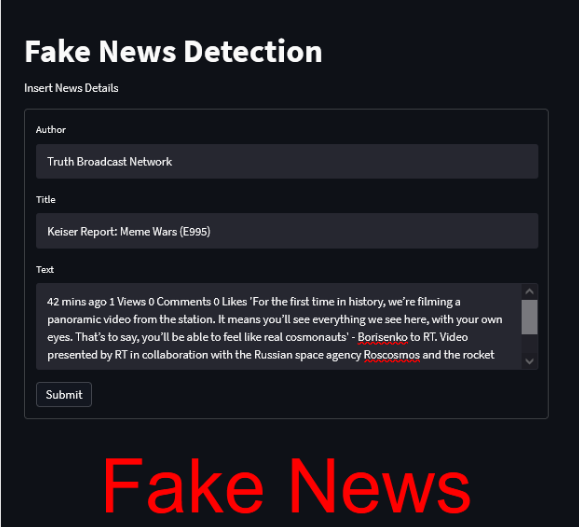 Fake News Detection
Insert News Details
Author
Truth Broadcast Network
Title
Keiser Report: Meme Wars (E995)
Text
42 mins ago 1 Views 0 Comments 0 Likes 'For the first time in history, we're filming a
panoramic video from the station. It means you'll see everything we see here, with your own
eyes. That's to say, you'll be able to feel like real cosmonauts' - Borisenko to RT. Video
presented by RT in collaboration with the Russian space agency Roscosmos and the rocket
Submit
Fake News